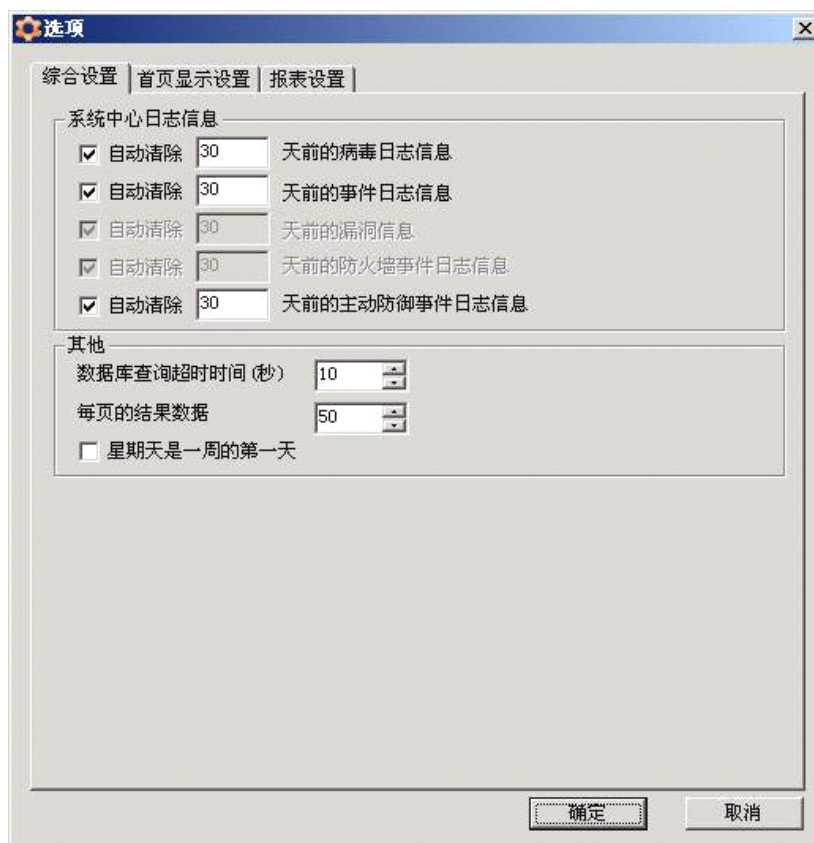 选项
综合设置 首页显示设置 报表设置
系统中心日志信息
自动清除 30 天前的病毒日志信息
自动清除 30 天前的事件日志信息
自动清除 30 天前的漏洞信息
自动清除 30 天前的防火墙事件日志信息
自动清除 30 天前的主动防御事件日志信息
其他
数据库查询超时时间(秒) 10
每页的结果数据 50
星期天是一周的第一天
确定 取消